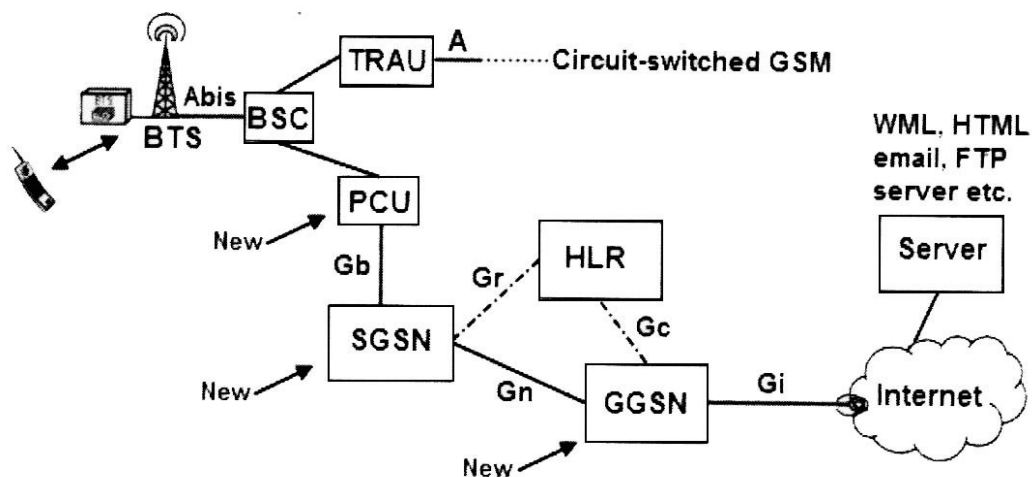 TRAU
A
Circuit-switched GSM
Abis
BSC
BTS
WML, HTML
email, FTP
server etc.
PCU
New
Server
HLR
Gb
Gr
SGSN
Gc
New
Gn
GGSN
Gi
Internet
New